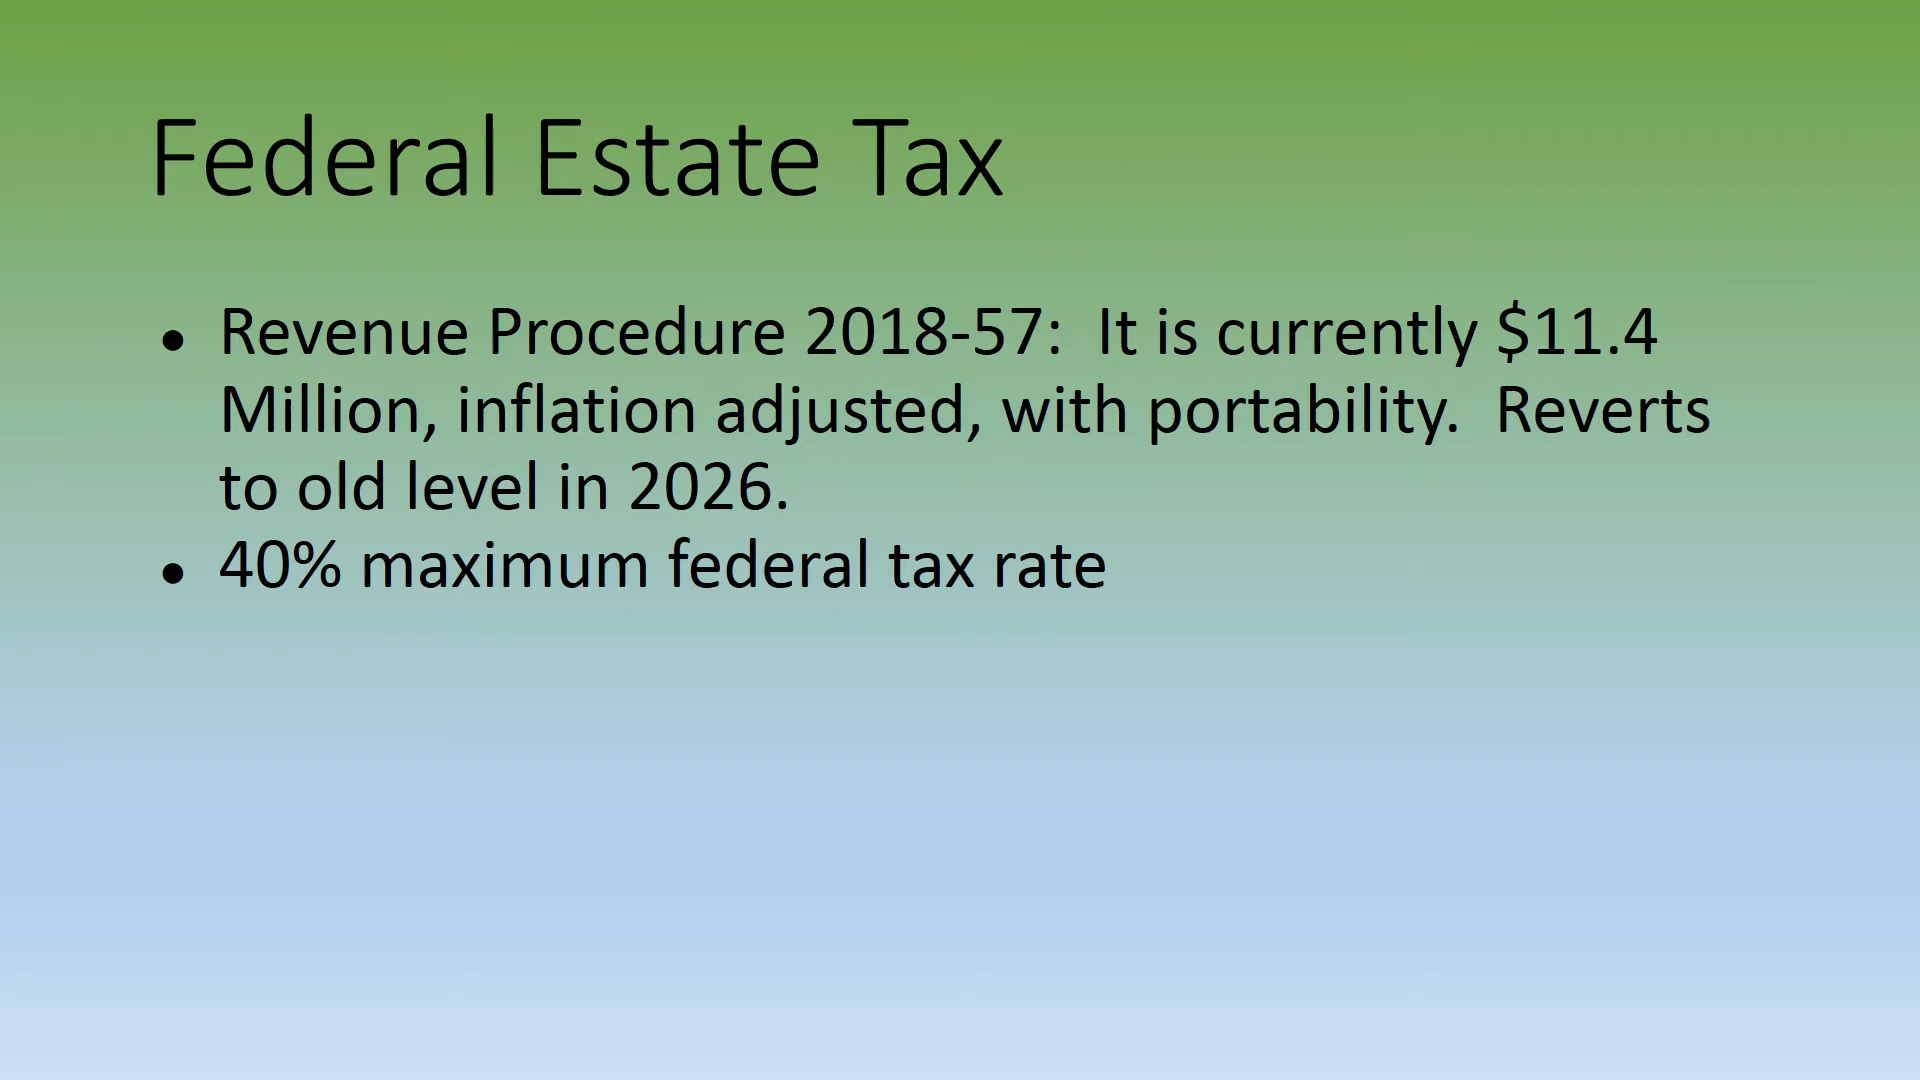 Federal Estate Tax
• Revenue Procedure 2018-57:  It is currently $11.4
Million, inflation adjusted, with portability.  Reverts
to old level in 2026.
• 40% maximum federal tax rate